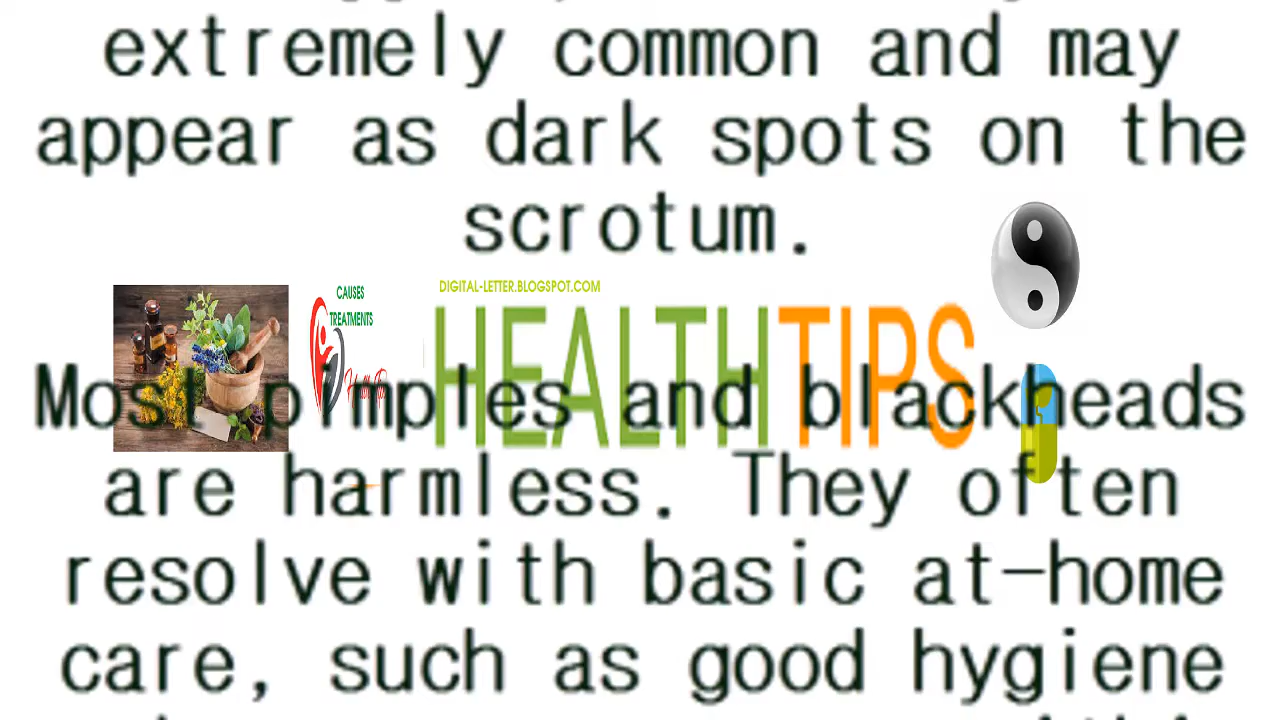 extremely common and may
appear as dark spots on the
scrotum.
DIGITAL-LETTER.BLOGSPOT.COM
CAUSES
TREATMENTS
HEALTH TIPS
Most pimples and blackheads
are harmless. They often
resolve with basic at-home
care, such as good hygiene